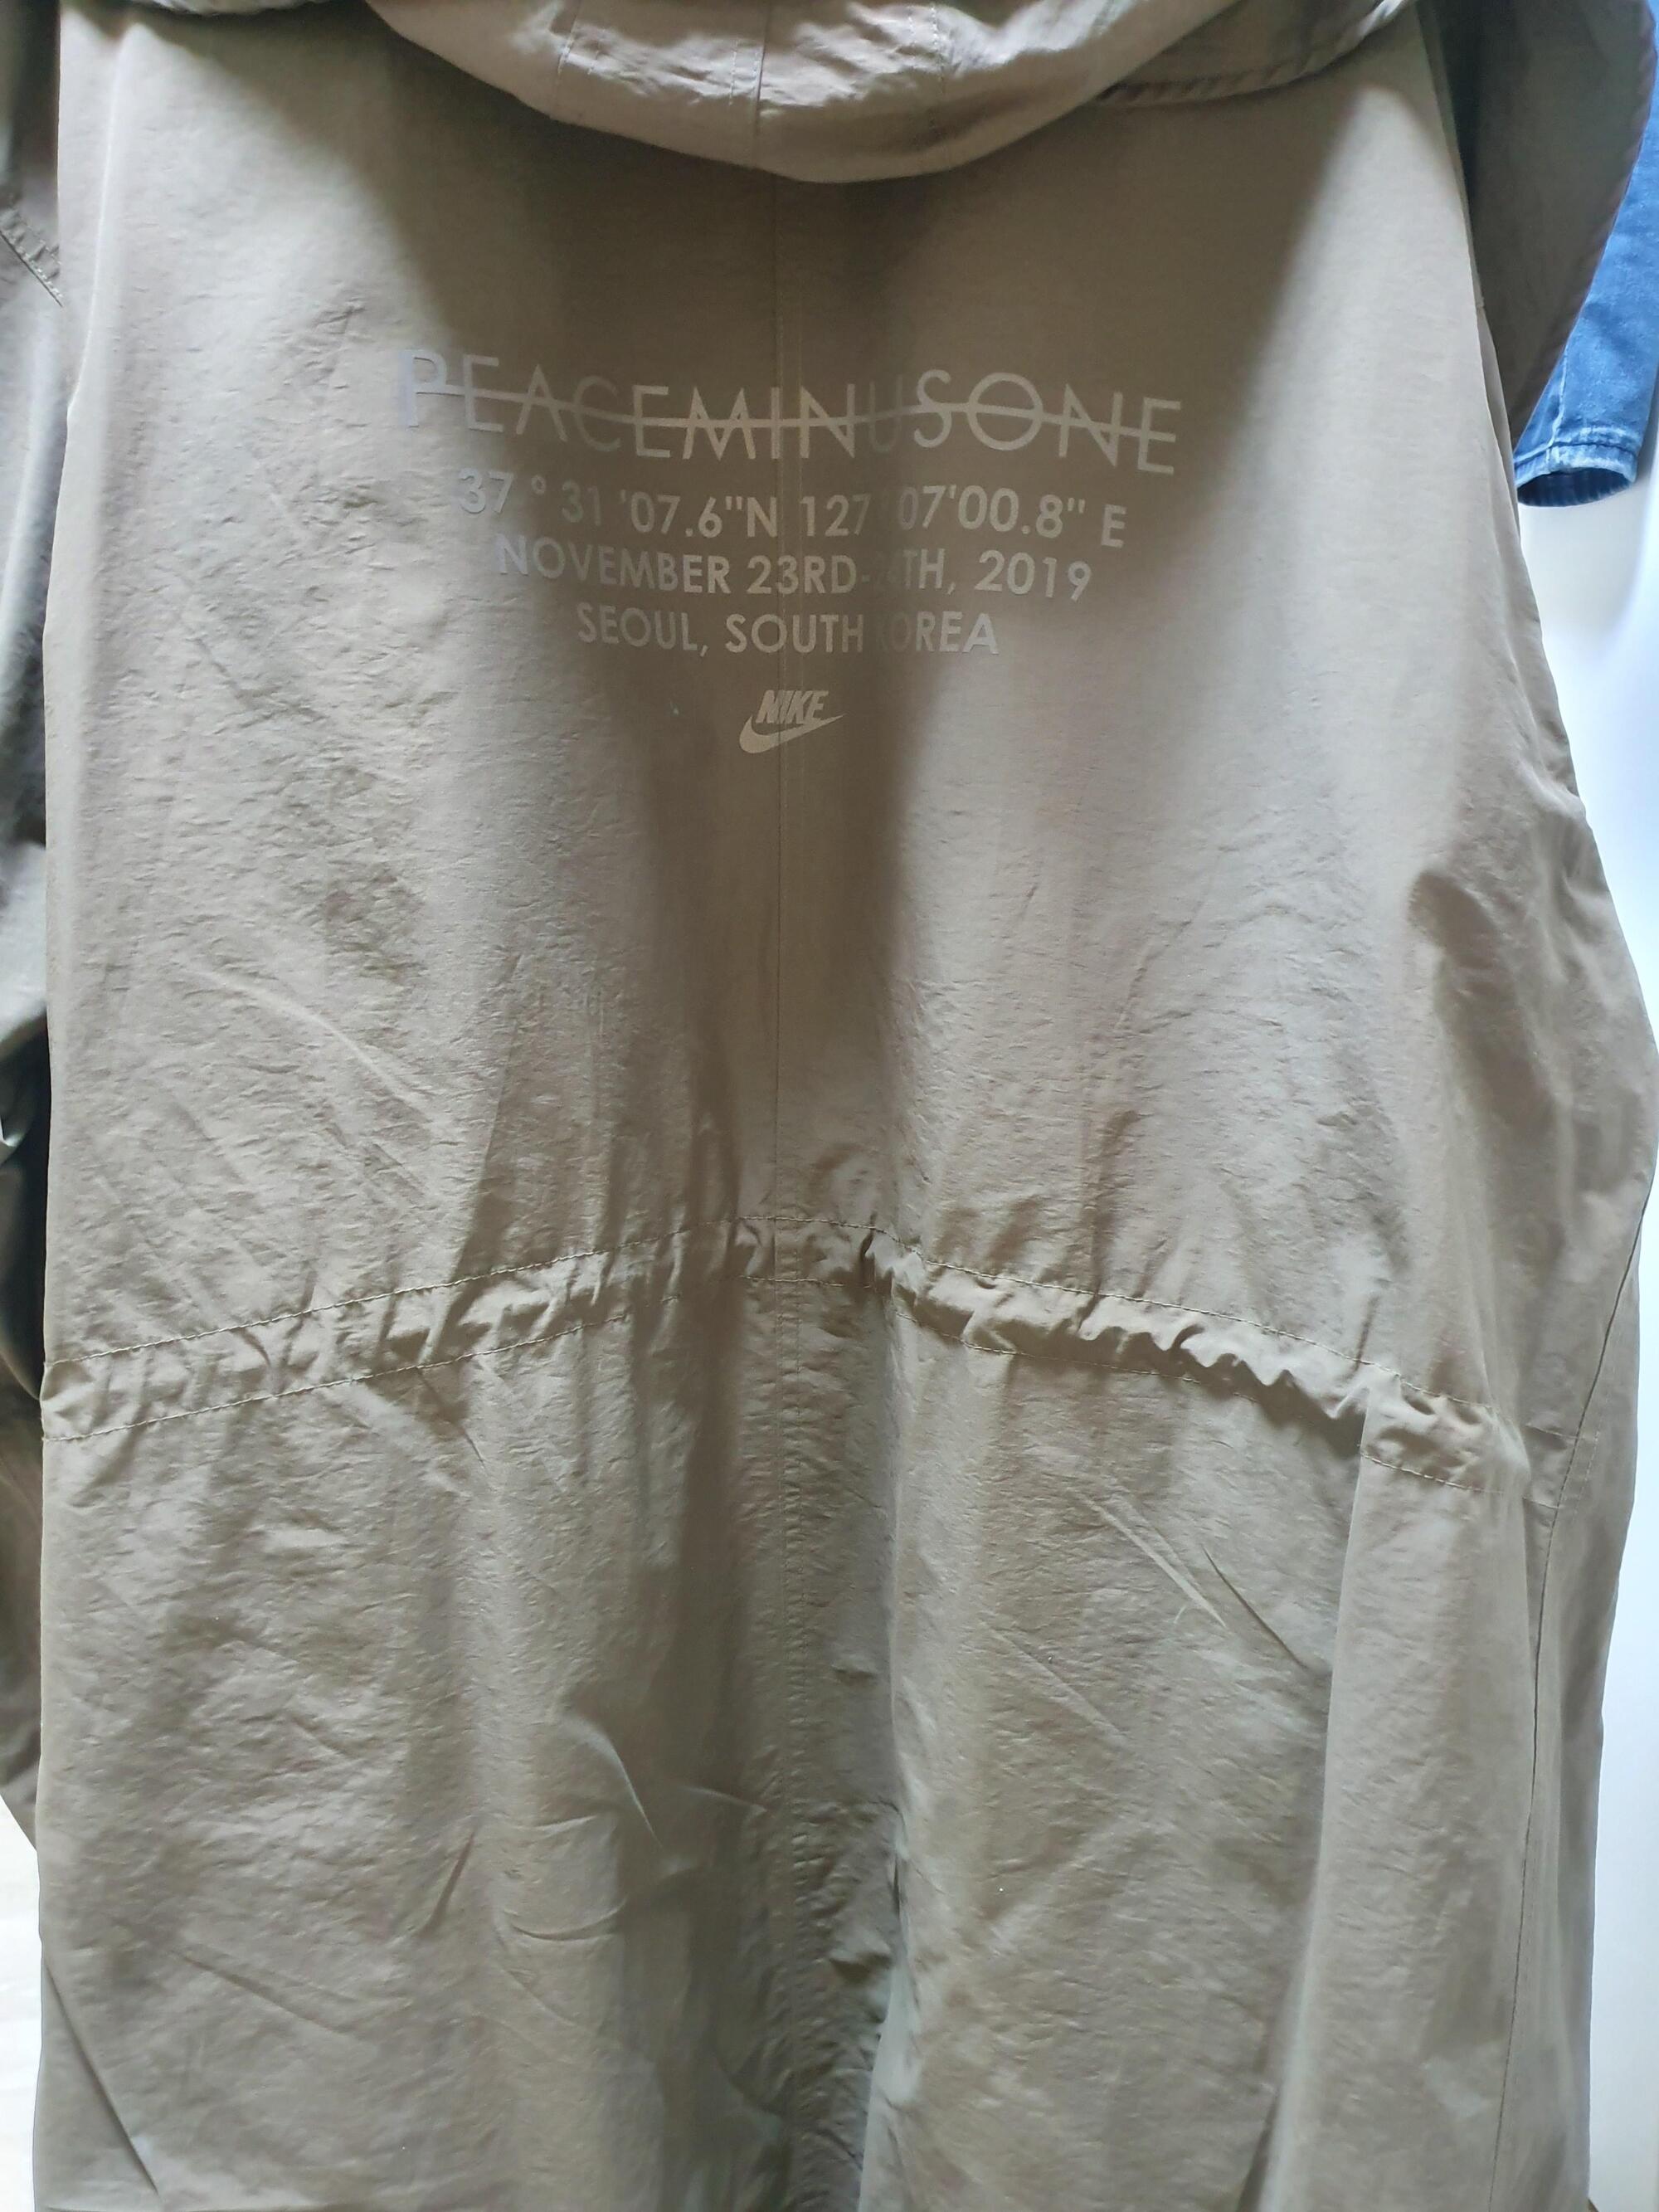 PEACEMINUSONE
37 ° 31 '07.6"N 127 07'00.8" E
NOVEMBER 23RD-24TH, 2019
SEOUL, SOUTH KOREA
NIKE